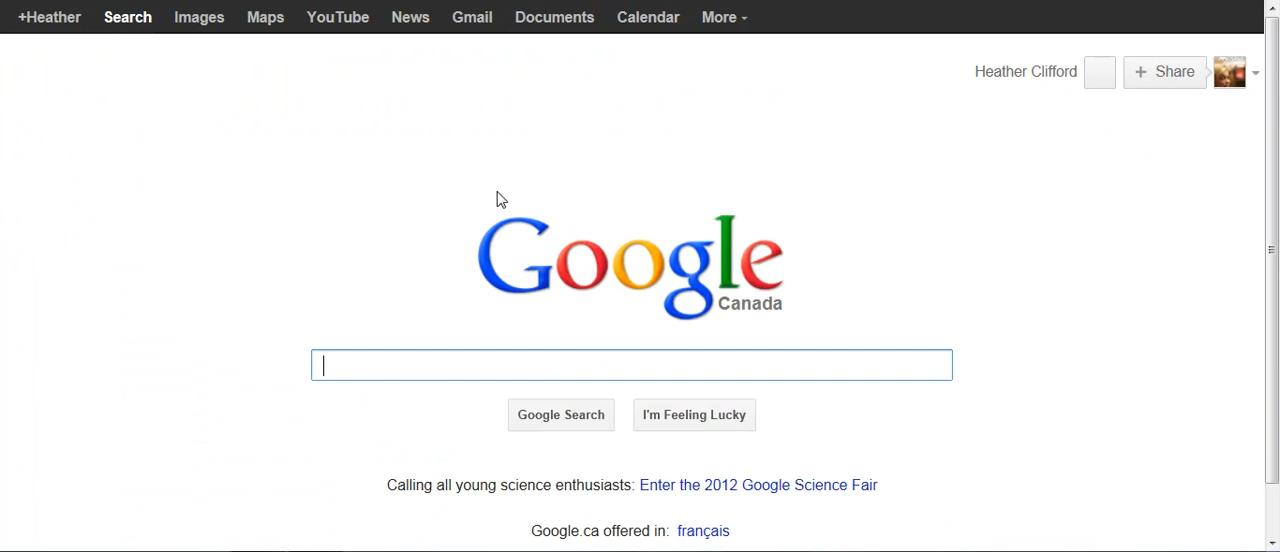 +Heather Search Images Maps YouTube News Gmail Documents Calendar More
Heather Clifford + Share
Google
Canada
Google Search I'm Feeling Lucky
Calling all young science enthusiasts: Enter the 2012 Google Science Fair
Google.ca offered in: français